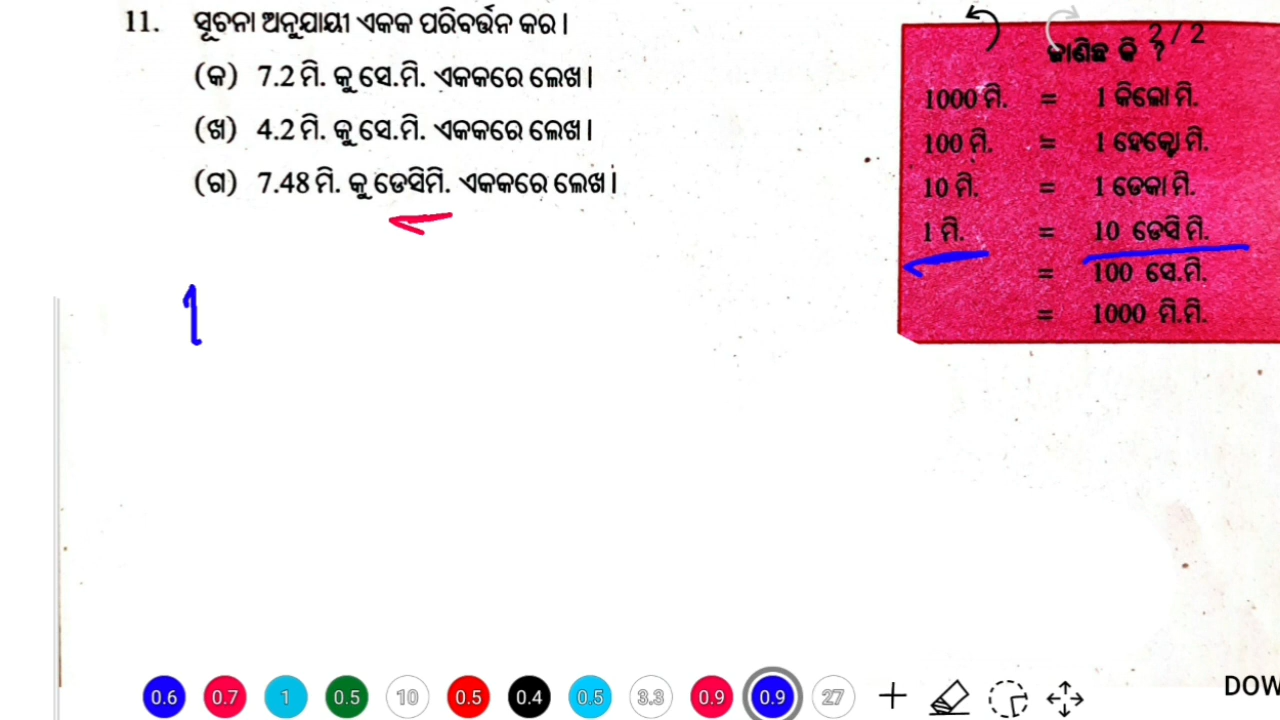 11. ସୂଚନା ଅନୁଯାୟୀ ଏକକ ପରିବର୍ତ୍ତନ କର।
(କ) 7.2 ମି. କୁ ସେ.ମି. ଏକକରେ ଲେଖ।
(ଖ) 4.2 ମି. କୁ ସେ.ମି. ଏକକରେ ଲେଖ।
(ଗ) 7.48 ମି. କୁ ଡେସିମି. ଏକକରେ ଲେଖ।
2 / 2
ଜାଣିଛ କି ?
1000 ମି. = 1 କିଲୋ ମି.
100 ମି. = 1 ହେକ୍ଟୋ ମି.
10 ମି. = 1 ଡେକା ମି.
1 ମି. = 10 ଡେସି ମି.
= 100 ସେ.ମି.
= 1000 ମି.ମି.
1
0.6 0.7 1 0.5 10 0.5 0.4 0.5 3.3 0.9 0.9 27
DOW